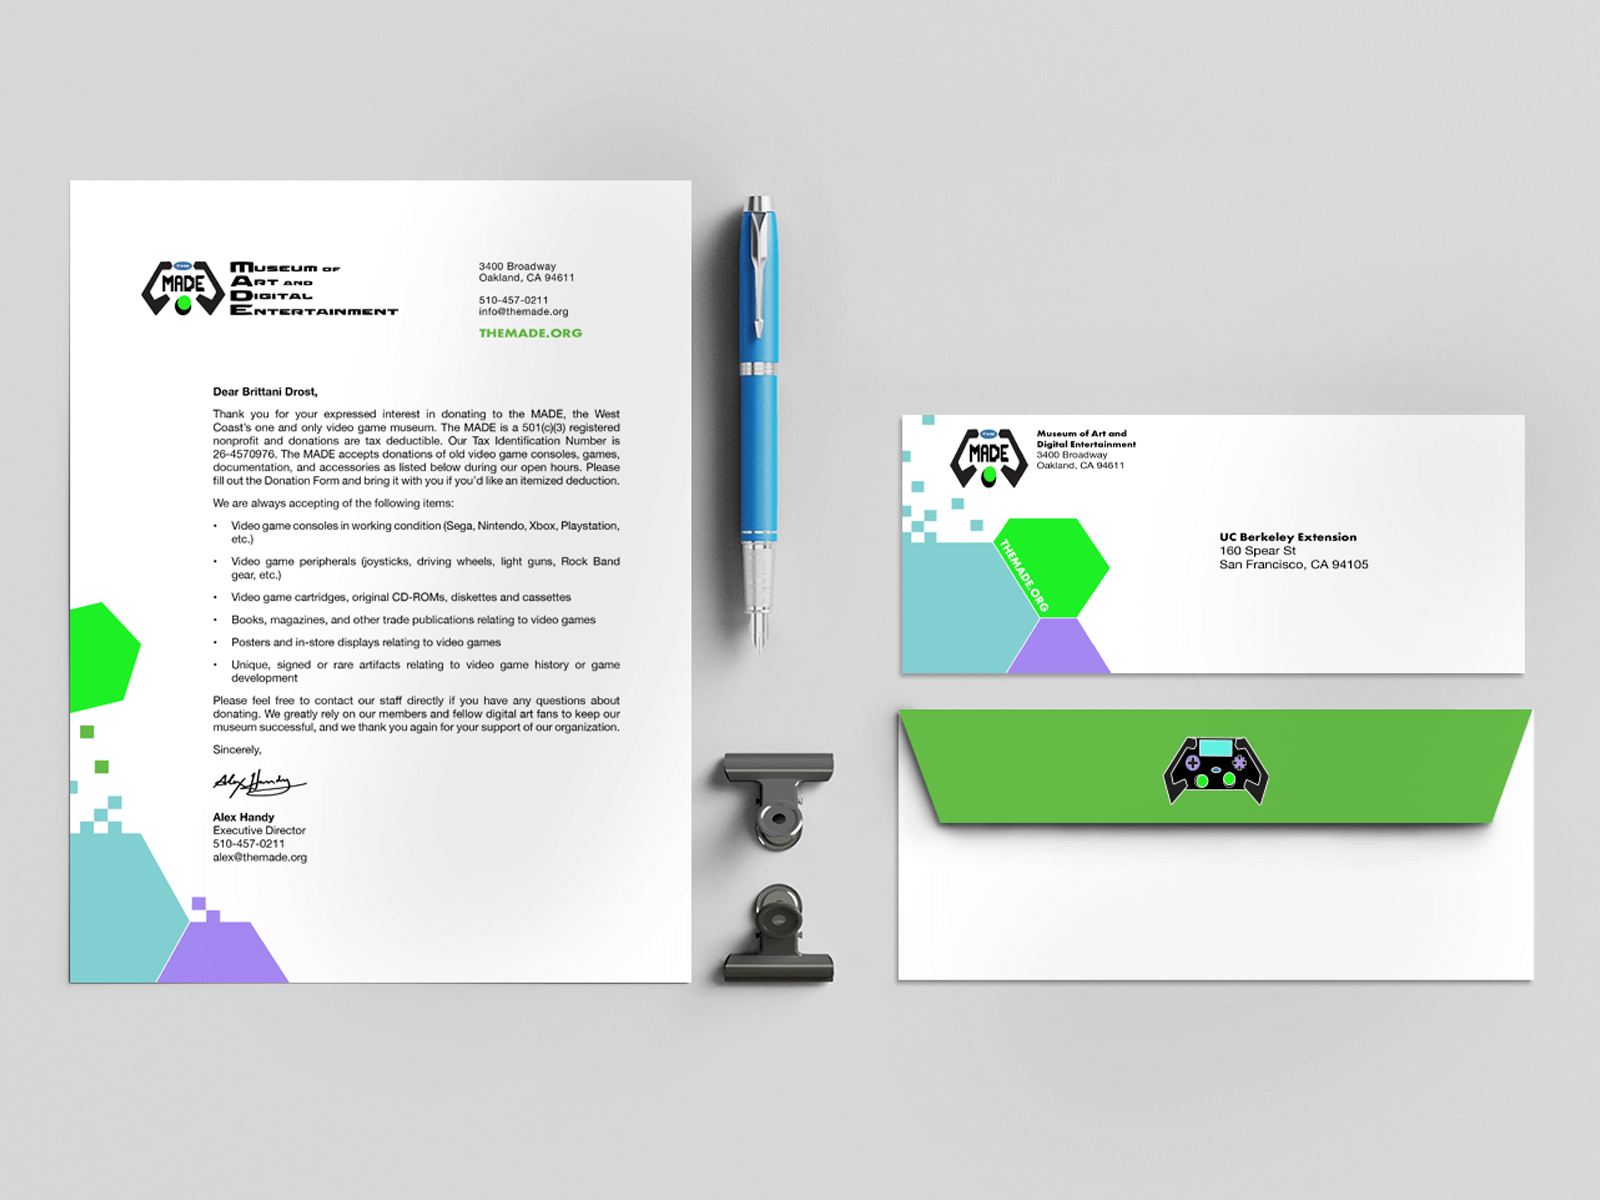 THE
MADE
Museum of
Art and
Digital
Entertainment
3400 Broadway
Oakland, CA 94611
510-457-0211
info@themade.org
THEMADE.ORG
Dear Brittani Drost,
Thank you for your expressed interest in donating to the MADE, the West
Coast's one and only video game museum. The MADE is a 501(c)(3) registered
nonprofit and donations are tax deductible. Our Tax Identification Number is
26-4570976. The MADE accepts donations of old video game consoles, games,
documentation, and accessories as listed below during our open hours. Please
fill out the Donation Form and bring it with you if you'd like an itemized deduction.
We are always accepting of the following items:
• Video game consoles in working condition (Sega, Nintendo, Xbox, Playstation,
etc.)
• Video game peripherals (joysticks, driving wheels, light guns, Rock Band
gear, etc.)
• Video game cartridges, original CD-ROMs, diskettes and cassettes
• Books, magazines, and other trade publications relating to video games
• Posters and in-store displays relating to video games
• Unique, signed or rare artifacts relating to video game history or game
development
Please feel free to contact our staff directly if you have any questions about
donating. We greatly rely on our members and fellow digital art fans to keep our
museum successful, and we thank you again for your support of our organization.
Sincerely,
Alex Handy
Alex Handy
Executive Director
510-457-0211
alex@themade.org
THE
MADE
Museum of Art and
Digital Entertainment
3400 Broadway
Oakland, CA 94611
THEMADE.ORG
UC Berkeley Extension
160 Spear St
San Francisco, CA 94105